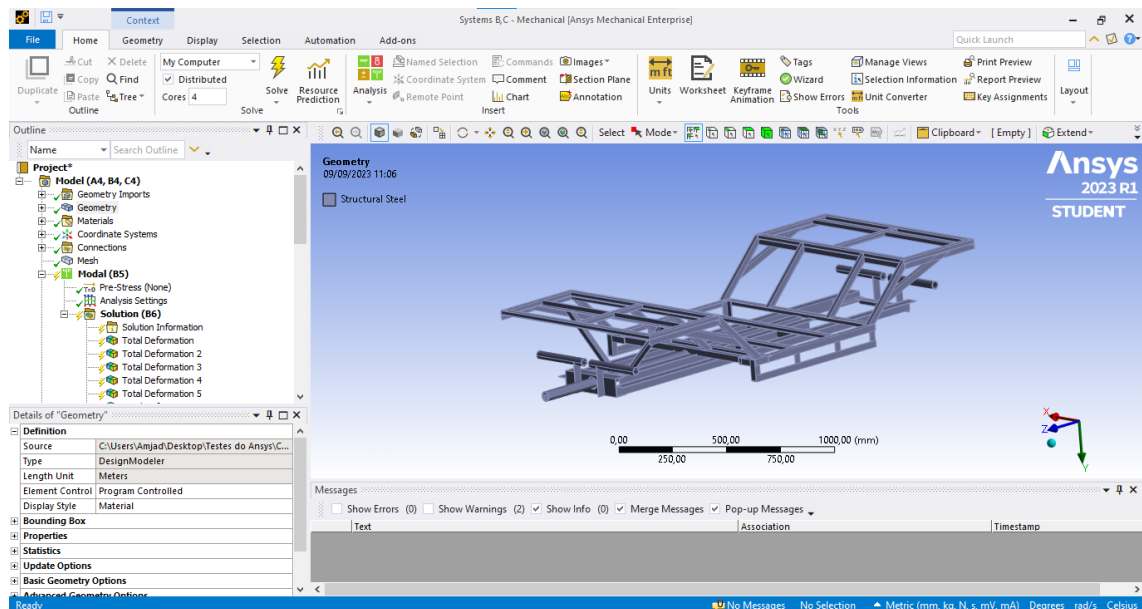 Context
Systems B,C - Mechanical [Ansys Mechanical Enterprise]
File Home Geometry Display Selection Automation Add-ons Quick Launch
Duplicate
Cut
Copy
Paste
Delete
Find
Tree
Outline
My Computer
Distributed
Cores 4
Solve
Solve
Resource Prediction
Analysis
Named Selection
Coordinate System
Remote Point
Commands
Comment
Chart
Images
Section Plane
Annotation
Insert
Units
Worksheet
Keyframe Animation
Tags
Wizard
Show Errors
Manage Views
Selection Information
Unit Converter
Print Preview
Report Preview
Key Assignments
Tools
Layout
Outline
Name Search Outline
Select Mode Clipboard [ Empty ] Extend
Project*
Model (A4, B4, C4)
Geometry Imports
Geometry
Materials
Coordinate Systems
Connections
Mesh
Modal (B5)
Pre-Stress (None)
Analysis Settings
Solution (B6)
Solution Information
Total Deformation
Total Deformation 2
Total Deformation 3
Total Deformation 4
Total Deformation 5
Geometry
09/09/2023 11:06
Structural Steel
Ansys
2023 R1
STUDENT
0,00 500,00 1000,00 (mm)
250,00 750,00
X
Z
Y
Details of "Geometry"
Definition
Source C:\Users\Amjad\Desktop\Testes do Ansys\C...
Type DesignModeler
Length Unit Meters
Element Control Program Controlled
Display Style Material
Bounding Box
Properties
Statistics
Update Options
Basic Geometry Options
Advanced Geometry Options
Messages
Show Errors (0) Show Warnings (2) Show Info (0) Merge Messages Pop-up Messages
Text Association Timestamp
Ready No Messages No Selection Metric (mm, kg, N, s, mV, mA) Degrees rad/s Celsius